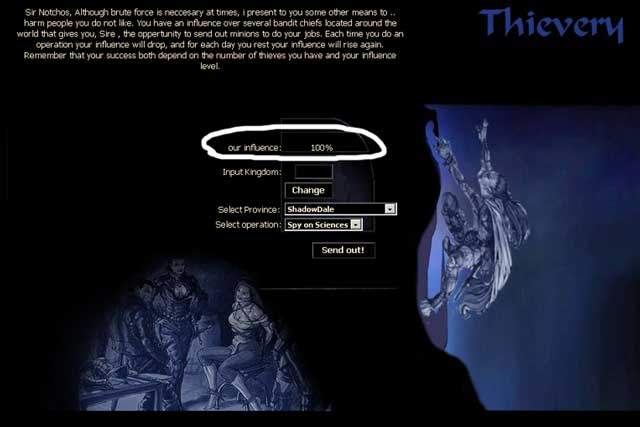 Thievery
Sir Notchos, Although brute force is neccesary at times, i present to you some other means to ..
harm people you do not like. You have an influence over several bandit chiefs located around the
world that gives you, Sire , the oppertunity to send out minions to do your jobs. Each time you do an
operation your influence will drop, and for each day you rest your influence will rise again.
Remember that your success both depend on the number of thieves you have and your influence
level.
our influence: 100%
Input Kingdom:
Change
Select Province: ShadowDale
Select operation: Spy on Sciences
Send out!